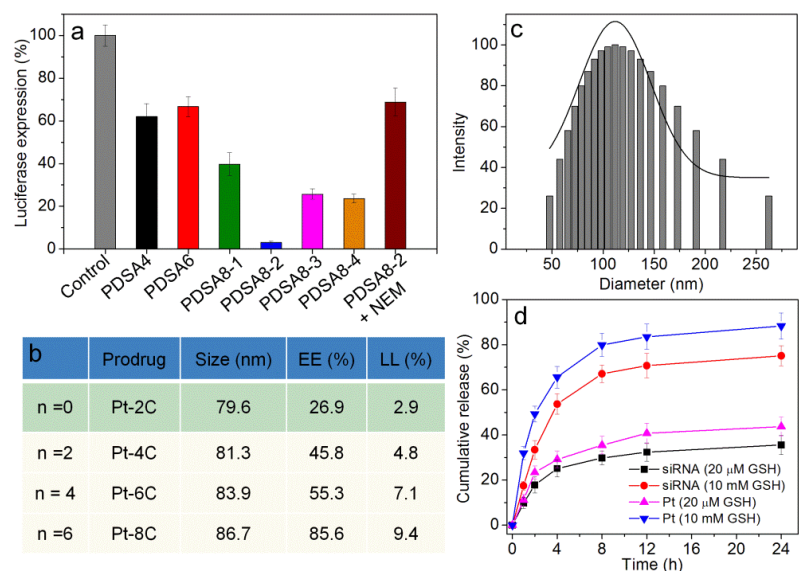 a
Luciferase expression (%)
100
80
60
40
20
0
Control
PDSA4
PDSA6
PDSA8-1
PDSA8-2
PDSA8-3
PDSA8-4
PDSA8-2
+ NEM
c
Intensity
100
80
60
40
20
0
50 100 150 200 250
Diameter (nm)
b Prodrug Size (nm) EE (%) LL (%)
n =0 Pt-2C 79.6 26.9 2.9
n =2 Pt-4C 81.3 45.8 4.8
n = 4 Pt-6C 83.9 55.3 7.1
n =6 Pt-8C 86.7 85.6 9.4
d
Cumulative release (%)
100
80
60
40
20
0
siRNA (20 μM GSH)
siRNA (10 mM GSH)
Pt (20 μM GSH)
Pt (10 mM GSH)
0 4 8 12 16 20 24
Time (h)